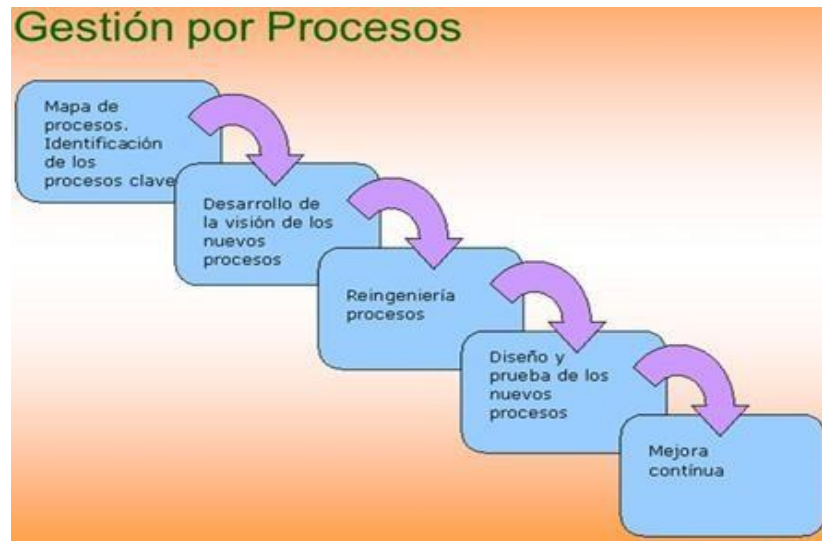 Gestión por Procesos
Mapa de
procesos.
Identificación
de los
procesos clave
Desarrollo de
la visión de los
nuevos
procesos
Reingeniería
procesos
Diseño y
prueba de los
nuevos
procesos
Mejora
contínua